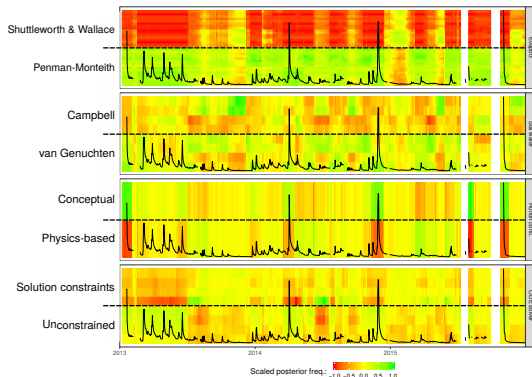 Shuttleworth & Wallace
Penman-Monteith
Campbell
van Genuchten
Conceptual
Physics-based
Solution constraints
Unconstrained
2013 2014 2015
Scaled posterior freq.:
-1.0 -0.5 0.0 0.5 1.0